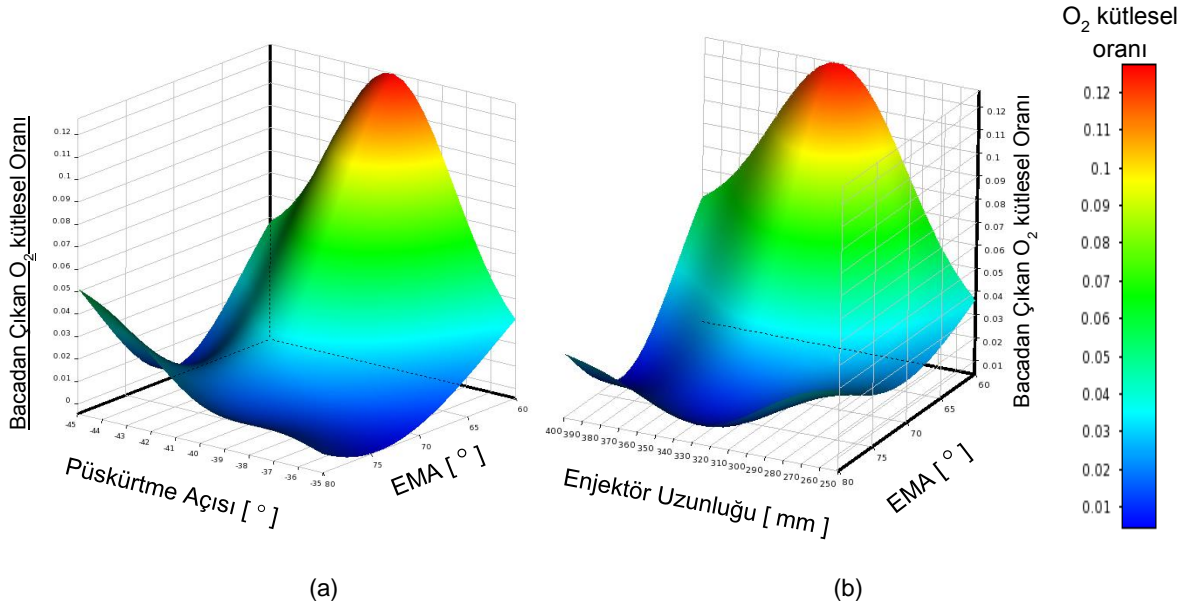 O2 kütlesel
oranı
0.12
0.11
0.1
0.09
0.08
0.07
0.06
0.05
0.04
0.03
0.02
0.01
0
Bacadan Çıkan O2 kütlesel Oranı
-45 -44 -43 -42 -41 -40 -39 -38 -37 -36 -35
Püskürtme Açısı [ ° ]
80 75 70 65 60
EMA [ ° ]
(a)
400 390 380 370 360 350 340 330 320 310 300 290 280 270 260 250
Enjektör Uzunluğu [ mm ]
80 75 70 65 60
EMA [ ° ]
0.12
0.11
0.1
0.09
0.08
0.07
0.06
0.05
0.04
0.03
0.02
0.01
Bacadan Çıkan O2 kütlesel Oranı
(b)
0.12
0.11
0.1
0.09
0.08
0.07
0.06
0.05
0.04
0.03
0.02
0.01